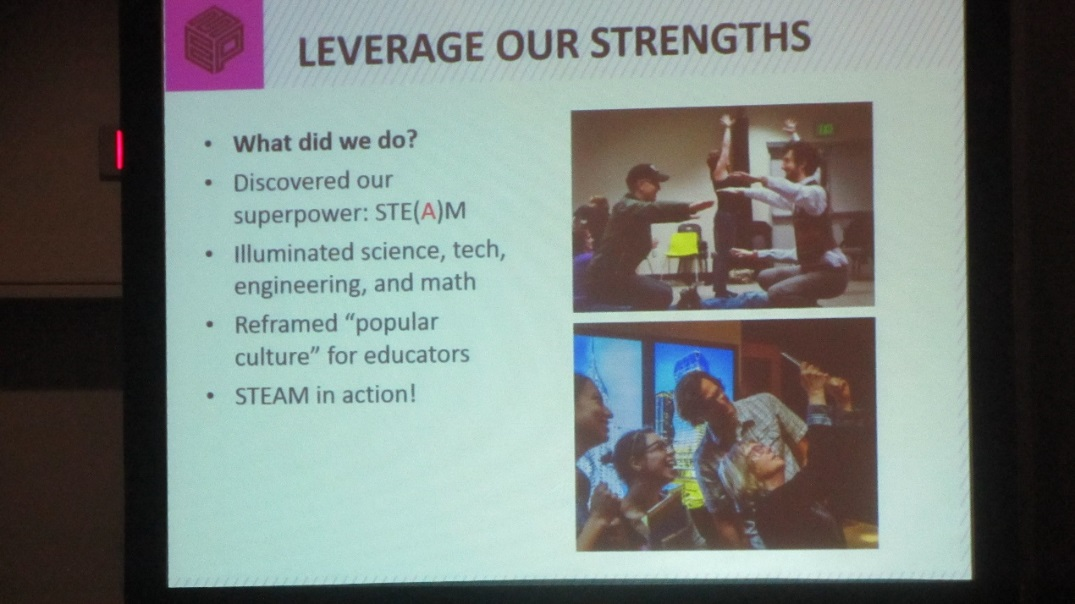 LEVERAGE OUR STRENGTHS
• What did we do?
• Discovered our
superpower: STE(A)M
• Illuminated science, tech,
engineering, and math
• Reframed “popular
culture” for educators
• STEAM in action!